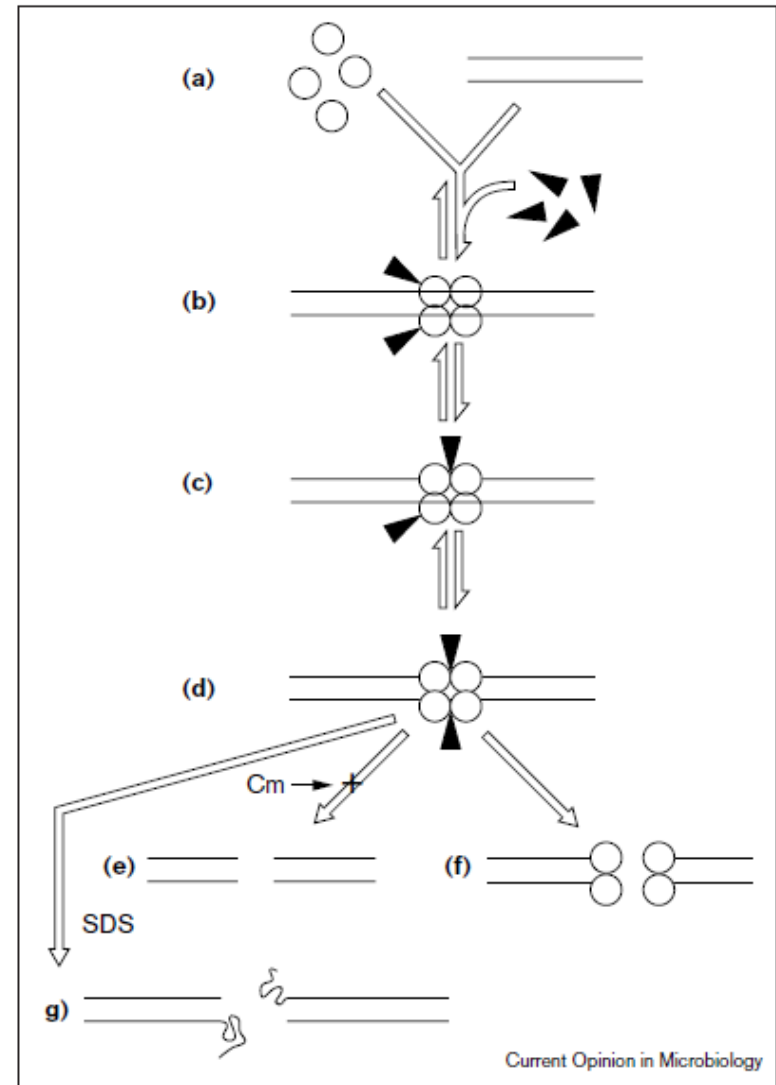 (a)
(b)
(c)
(d)
Cm
(e)
(f)
SDS
g)
Current Opinion in Microbiology